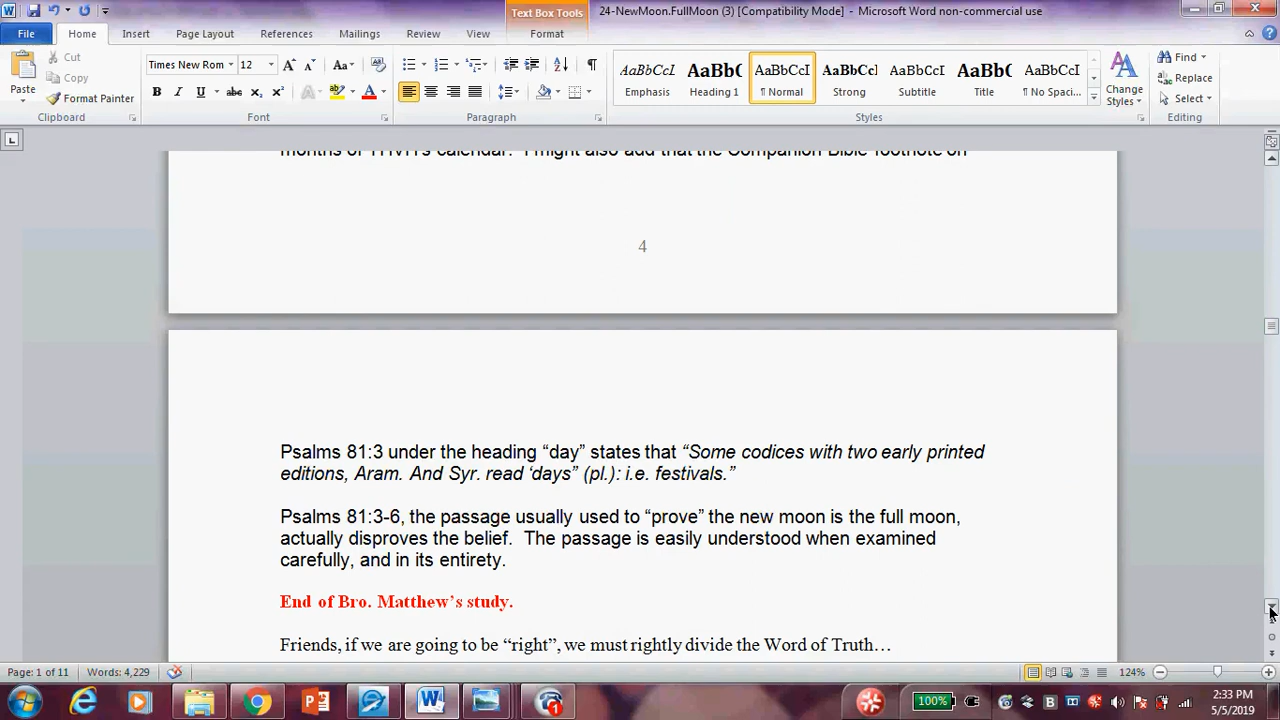 24-NewMoon.FullMoon (3) [Compatibility Mode] - Microsoft Word non-commercial use
Text Box Tools
File Home Insert Page Layout References Mailings Review View Format
Cut
Copy
Paste
Format Painter
Clipboard
Times New Rom 12
Font
Paragraph
AaBbCcI AaBb( AaBbCcI AaBbCcI AaBbCcI AaBb( AaBbCcI
Emphasis Heading 1 ¶ Normal Strong Subtitle Title ¶ No Spaci...
Styles
Change Styles
Find
Replace
Select
Editing
months of YHVH's calendar. I might also add that the Companion Bible footnote on
4
Psalms 81:3 under the heading “day” states that “Some codices with two early printed
editions, Aram. And Syr. read ‘days” (pl.): i.e. festivals.”
Psalms 81:3-6, the passage usually used to “prove” the new moon is the full moon,
actually disproves the belief. The passage is easily understood when examined
carefully, and in its entirety.
End of Bro. Matthew’s study.
Friends, if we are going to be “right”, we must rightly divide the Word of Truth…
Page: 1 of 11 Words: 4,229 124%
100%
2:33 PM
5/5/2019